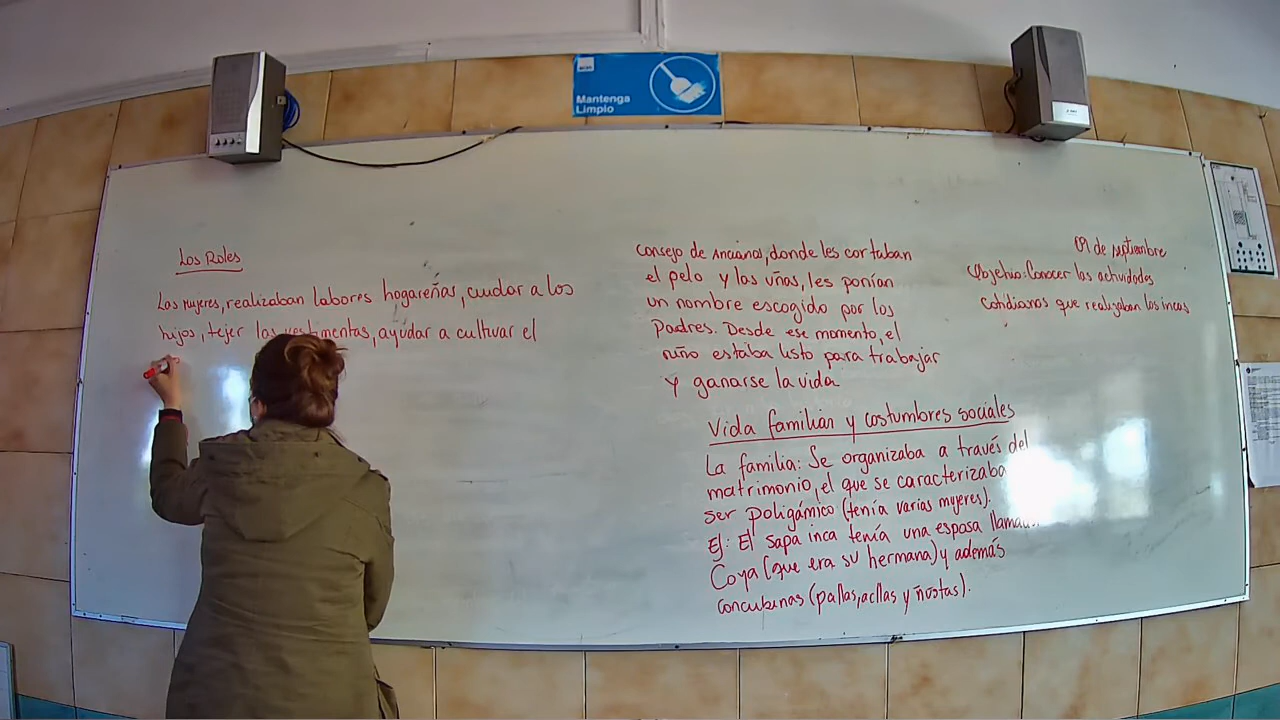 Mantenga
Limpio
Los Roles
Las Mujeres, realizaban labores hogareñas, cuidar a los
hijos, tejer las vestimentas, ayudar a cultivar el
consejo de Ancianos, donde les cortaban
el pelo y las uñas, les ponían
un nombre escogido por los
Padres. Desde ese momento, el
niño estaba listo para trabajar
y ganarse la vida
Vida familiar y costumbres sociales
La familia: Se organizaba a través del
matrimonio, el que se caracterizaba
ser poligámico (tenía varias mujeres).
Ej: El sapa inca tenía una esposa llamada
Coya (que era su hermana) y además
concubinas (pallas, acllas y ñustas).
09 de septiembre
Objetivo: Conocer las actividades
cotidianas que realizaban los incas